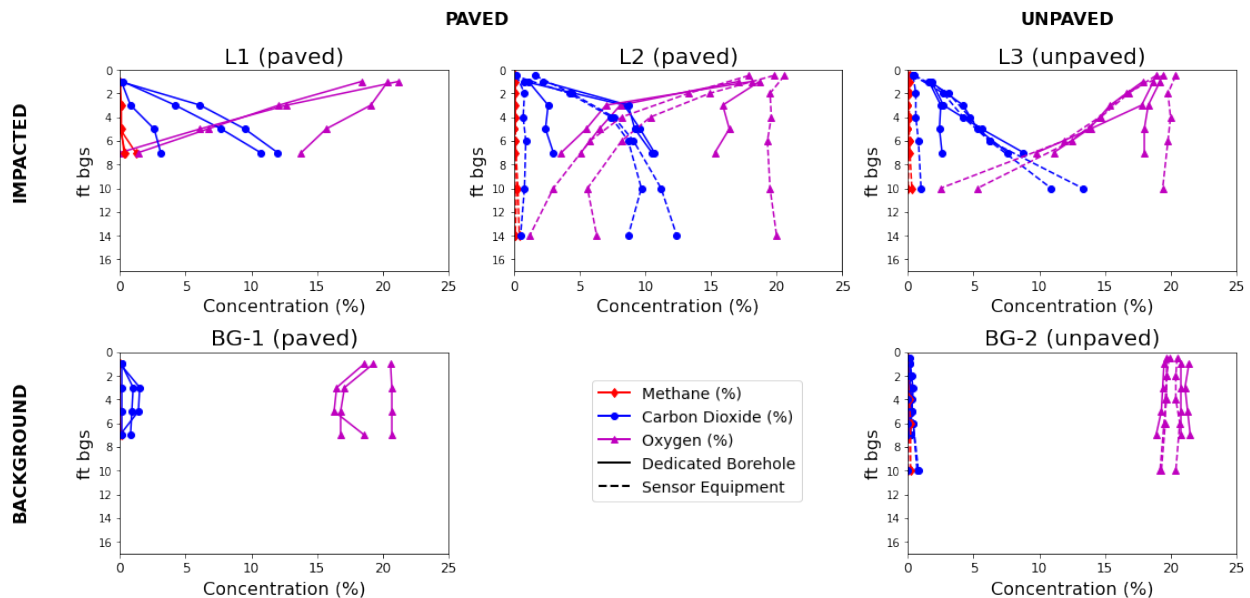 PAVED
UNPAVED
IMPACTED
L1 (paved)
0
2
4
6
8
10
12
14
16
ft bgs
0 5 10 15 20 25
Concentration (%)
L2 (paved)
0
2
4
6
8
10
12
14
16
ft bgs
0 5 10 15 20 25
Concentration (%)
L3 (unpaved)
0
2
4
6
8
10
12
14
16
ft bgs
0 5 10 15 20 25
Concentration (%)
BACKGROUND
BG-1 (paved)
0
2
4
6
8
10
12
14
16
ft bgs
0 5 10 15 20 25
Concentration (%)
Methane (%)
Carbon Dioxide (%)
Oxygen (%)
Dedicated Borehole
Sensor Equipment
BG-2 (unpaved)
0
2
4
6
8
10
12
14
16
ft bgs
0 5 10 15 20 25
Concentration (%)